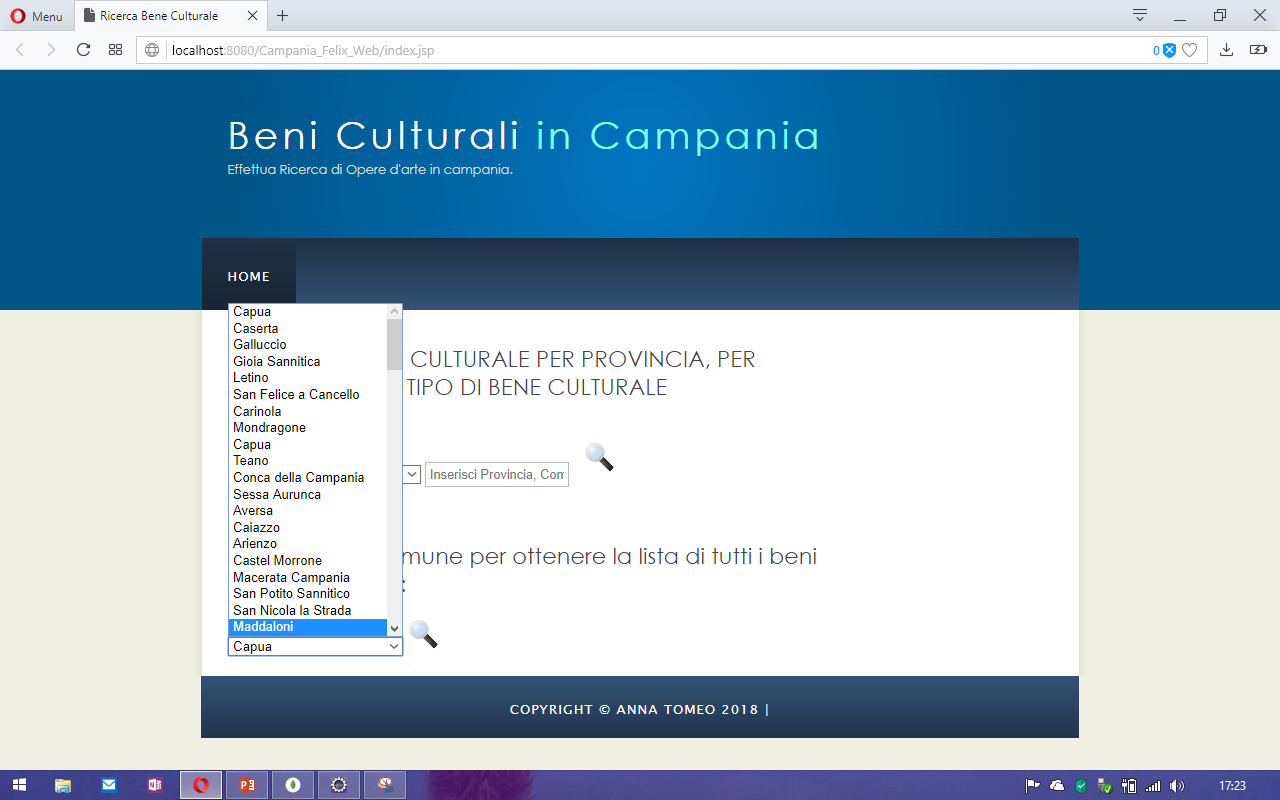 Menu
Ricerca Bene Culturale
localhost:8080/Campania_Felix_Web/index.jsp
0
Beni Culturali in Campania
Effettua Ricerca di Opere d'arte in campania.
HOME
CULTURALE PER PROVINCIA, PER
TIPO DI BENE CULTURALE
Inserisci Provincia, Com
mune per ottenere la lista di tutti i beni
:
Capua
Caserta
Galluccio
Gioia Sannitica
Letino
San Felice a Cancello
Carinola
Mondragone
Capua
Teano
Conca della Campania
Sessa Aurunca
Aversa
Caiazzo
Arienzo
Castel Morrone
Macerata Campania
San Potito Sannitico
San Nicola la Strada
Maddaloni
Capua
COPYRIGHT © ANNA TOMEO 2018 |
17:23